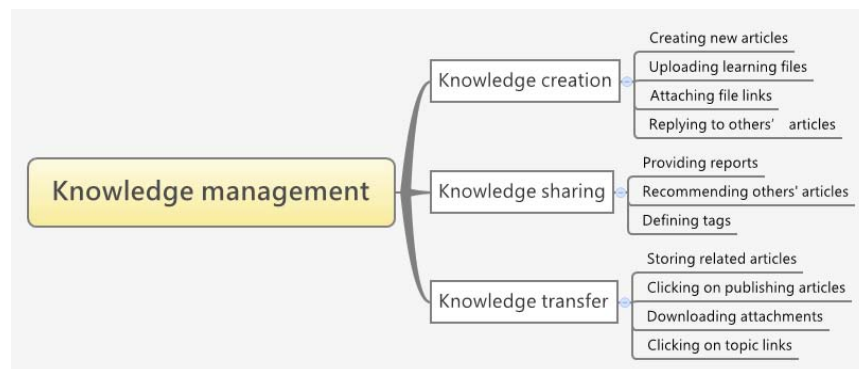 Knowledge management
Knowledge creation
Creating new articles
Uploading learning files
Attaching file links
Replying to others' articles
Knowledge sharing
Providing reports
Recommending others' articles
Defining tags
Knowledge transfer
Storing related articles
Clicking on publishing articles
Downloading attachments
Clicking on topic links